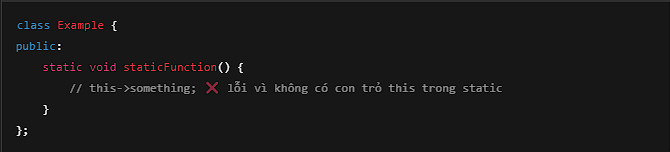 class Example {
public:
    static void staticFunction() {
        // this->something; ❌ lỗi vì không có con trỏ this trong static
    }
};